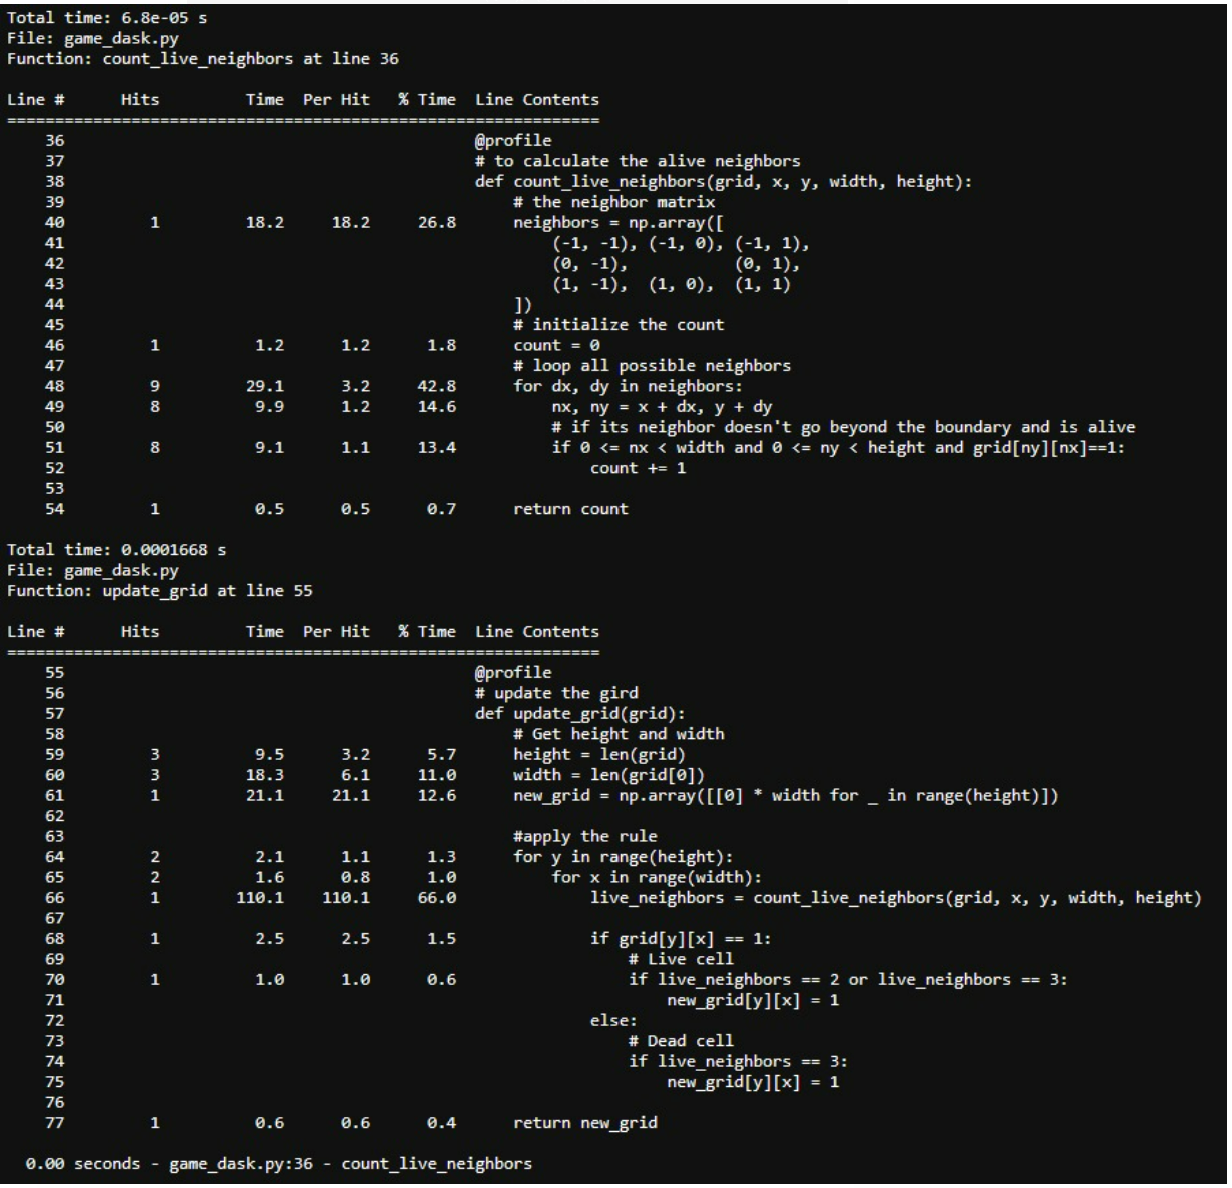 Total time: 6.8e-05 s
File: game_dask.py
Function: count_live_neighbors at line 36

Line #      Hits         Time  Per Hit   % Time  Line Contents
==============================================================
    36                                           @profile
    37                                           # to calculate the alive neighbors
    38                                           def count_live_neighbors(grid, x, y, width, height):
    39                                               # the neighbor matrix
    40         1         18.2     18.2     26.8      neighbors = np.array([
    41                                                   (-1, -1), (-1, 0), (-1, 1),
    42                                                   (0, -1),           (0, 1),
    43                                                   (1, -1),  (1, 0),  (1, 1)
    44                                               ])
    45                                               # initialize the count
    46         1          1.2      1.2      1.8      count = 0
    47                                               # loop all possible neighbors
    48         9         29.1      3.2     42.8      for dx, dy in neighbors:
    49         8          9.9      1.2     14.6          nx, ny = x + dx, y + dy
    50                                                   # if its neighbor doesn't go beyond the boundary and is alive
    51         8          9.1      1.1     13.4          if 0 <= nx < width and 0 <= ny < height and grid[ny][nx]==1:
    52                                                       count += 1
    53
    54         1          0.5      0.5      0.7      return count

Total time: 0.0001668 s
File: game_dask.py
Function: update_grid at line 55

Line #      Hits         Time  Per Hit   % Time  Line Contents
==============================================================
    55                                           @profile
    56                                           # update the gird
    57                                           def update_grid(grid):
    58                                               # Get height and width
    59         3          9.5      3.2      5.7      height = len(grid)
    60         3         18.3      6.1     11.0      width = len(grid[0])
    61         1         21.1     21.1     12.6      new_grid = np.array([[0] * width for _ in range(height)])
    62
    63                                               #apply the rule
    64         2          2.1      1.1      1.3      for y in range(height):
    65         2          1.6      0.8      1.0          for x in range(width):
    66         1        110.1    110.1     66.0              live_neighbors = count_live_neighbors(grid, x, y, width, height)
    67
    68         1          2.5      2.5      1.5              if grid[y][x] == 1:
    69                                                           # Live cell
    70         1          1.0      1.0      0.6                  if live_neighbors == 2 or live_neighbors == 3:
    71                                                               new_grid[y][x] = 1
    72                                                       else:
    73                                                           # Dead cell
    74                                                           if live_neighbors == 3:
    75                                                               new_grid[y][x] = 1
    76
    77         1          0.6      0.6      0.4      return new_grid

  0.00 seconds - game_dask.py:36 - count_live_neighbors